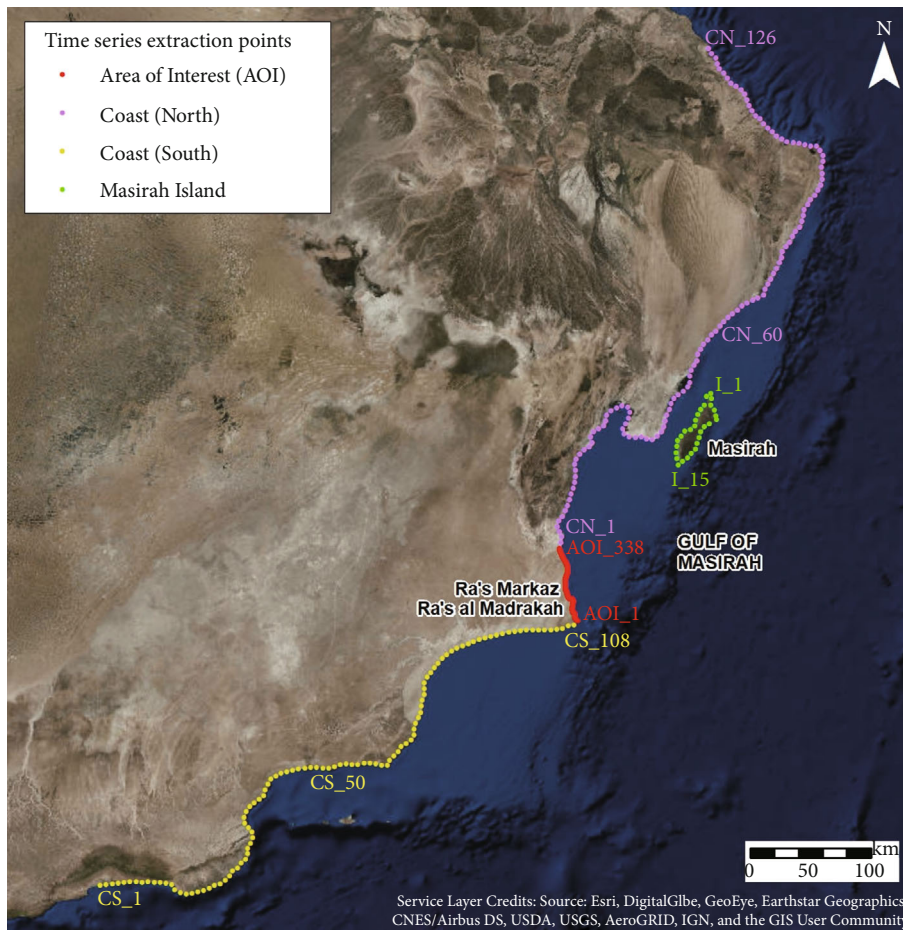 Time series extraction points
Area of Interest (AOI)
Coast (North)
Coast (South)
Masirah Island
N
CN_126
CN_60
I_1
Masirah
I_15
CN_1
AOI_338
GULF OF
MASIRAH
Ra's Markaz
Ra's al Madrakah
AOI_1
CS_108
CS_50
CS_1
km
0 50 100
Service Layer Credits: Source: Esri, DigitalGlbe, GeoEye, Earthstar Geographics,
CNES/Airbus DS, USDA, USGS, AeroGRID, IGN, and the GIS User Community